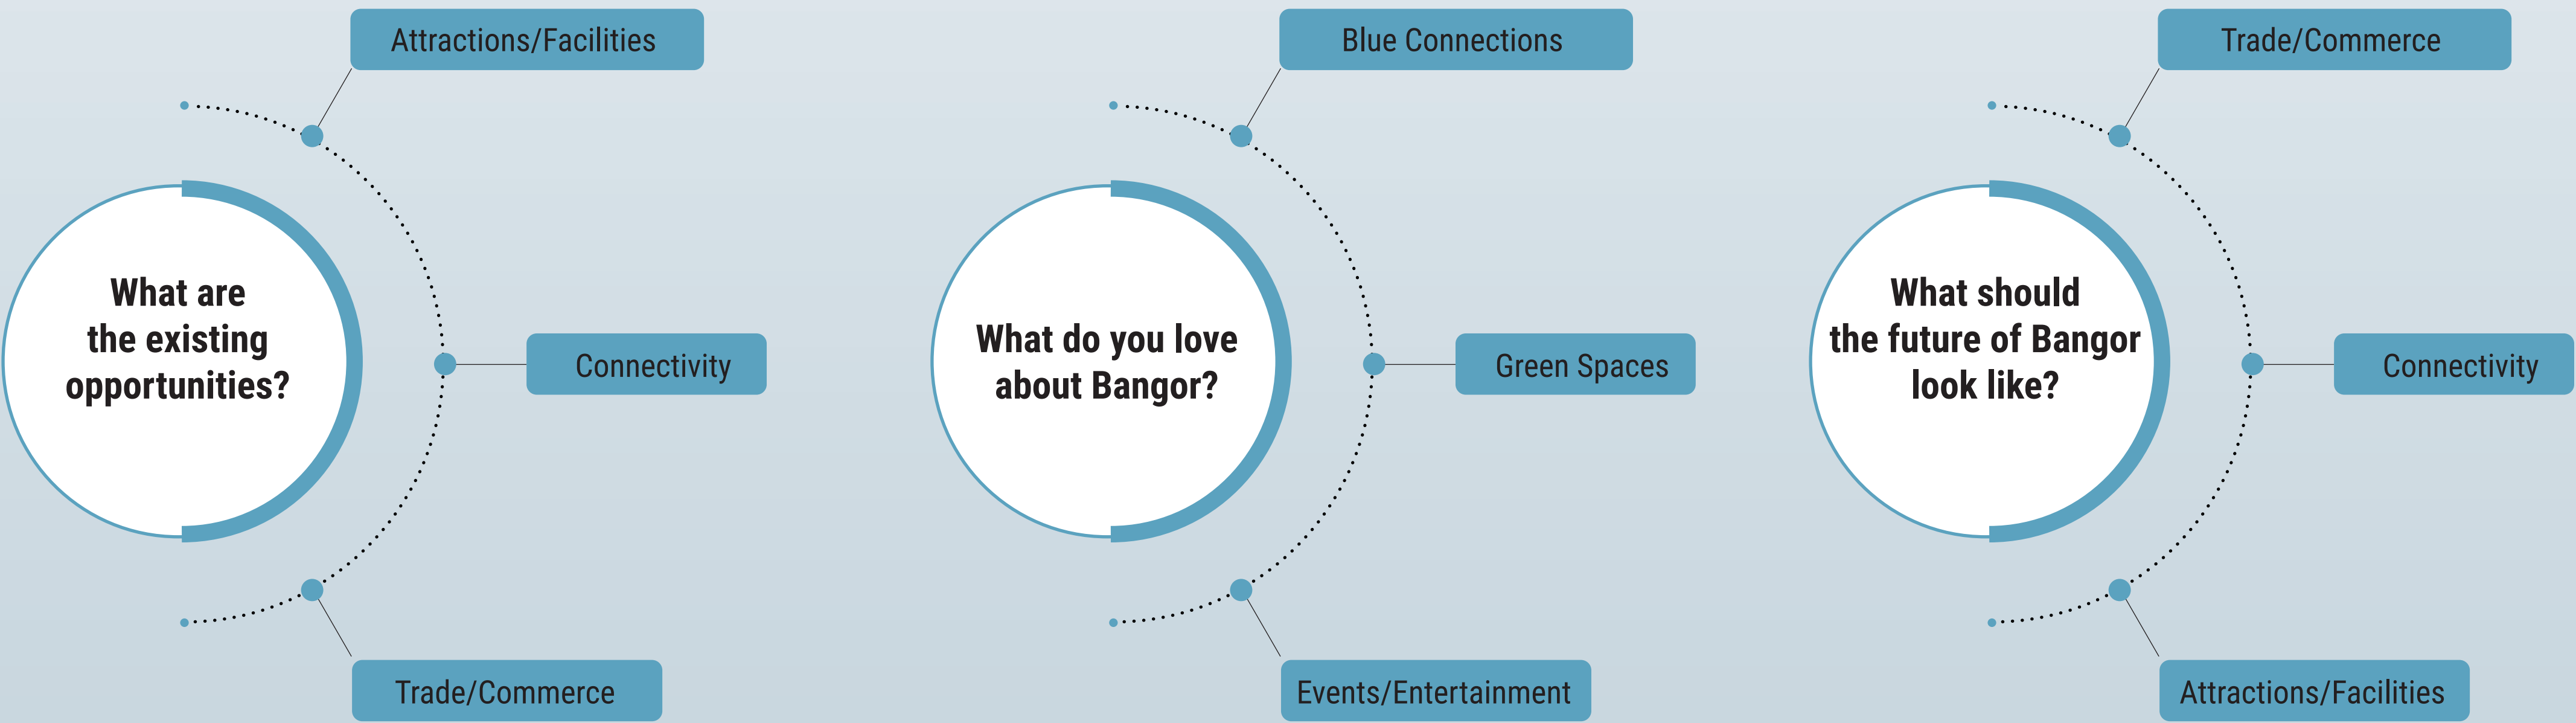 Attractions/Facilities
What are
the existing
opportunities?
Connectivity
Trade/Commerce
Blue Connections
What do you love
about Bangor?
Green Spaces
Events/Entertainment
Trade/Commerce
What should
the future of Bangor
look like?
Connectivity
Attractions/Facilities